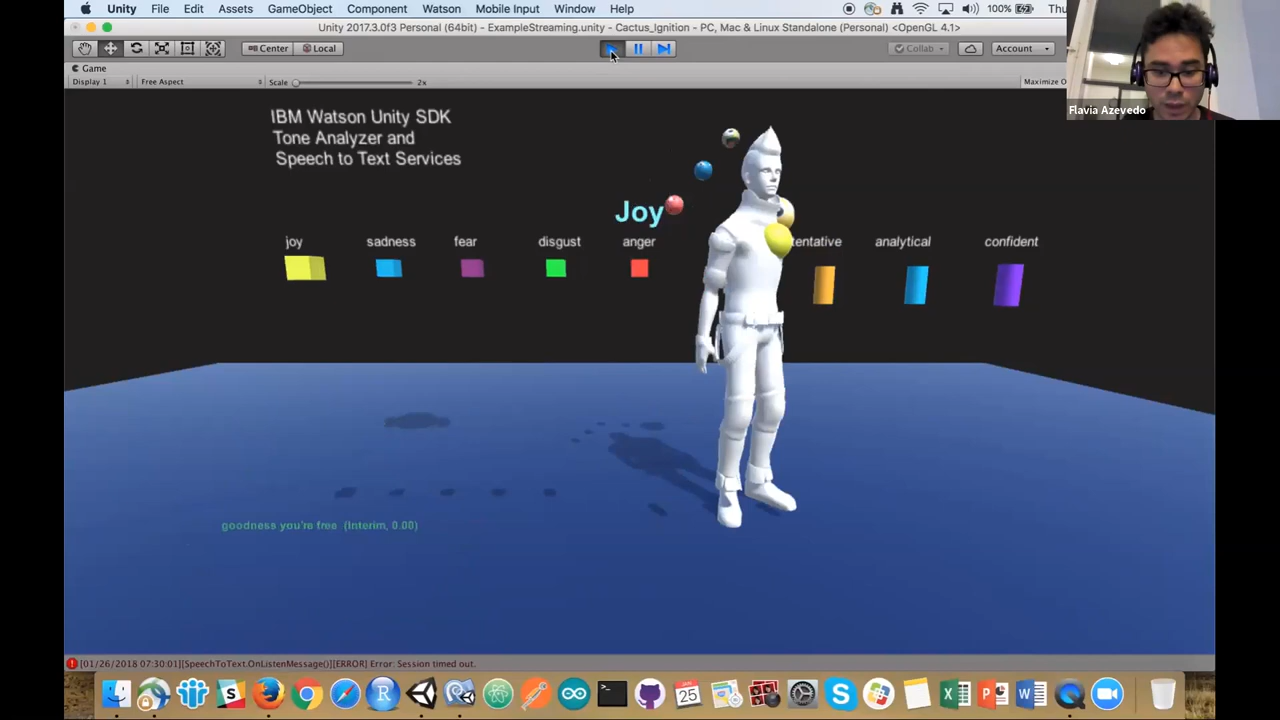 Unity File Edit Assets GameObject Component Watson Mobile Input Window Help 100% Thu
Unity 2017.3.0f3 Personal (64bit) - ExampleStreaming.unity - Cactus_Ignition - PC, Mac & Linux Standalone (Personal) <OpenGL 4.1>
Center Local Collab Account
Game
Display 1 Free Aspect Scale 2x Maximize O
Flavia Azevedo
IBM Watson Unity SDK
Tone Analyzer and
Speech to Text Services
Joy
joy sadness fear disgust anger tentative analytical confident
goodness you're free (Interim, 0.00)
[01/26/2018 07:30:01][SpeechToText.OnListenMessage()][ERROR] Error: Session timed out.